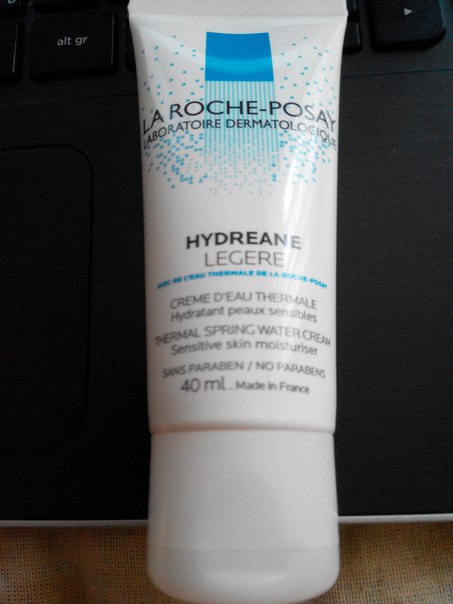 alt gr
LA ROCHE-POSAY
LABORATOIRE DERMATOLOGIQUE
HYDREANE
LEGERE
AVEC DE L'EAU THERMALE DE LA ROCHE-POSAY
CREME D'EAU THERMALE
Hydratant peaux sensibles
THERMAL SPRING WATER CREAM
Sensitive skin moisturiser
SANS PARABEN / NO PARABENS
40 ml . Made in France